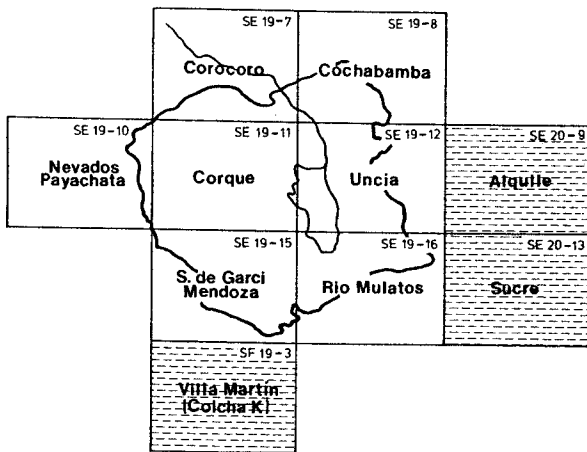 SE 19-7
SE 19-8
Corocoro
Cochabamba
SE 19-10
SE 19-11
SE 19-12
SE 20-9
Nevados
Payachata
Corque
Uncia
Aiquile
SE 19-15
SE 19-16
SE 20-13
S. de Garci
Mendoza
Rio Mulatos
Sucre
SF 19-3
Villa Martín
(Colcha K)